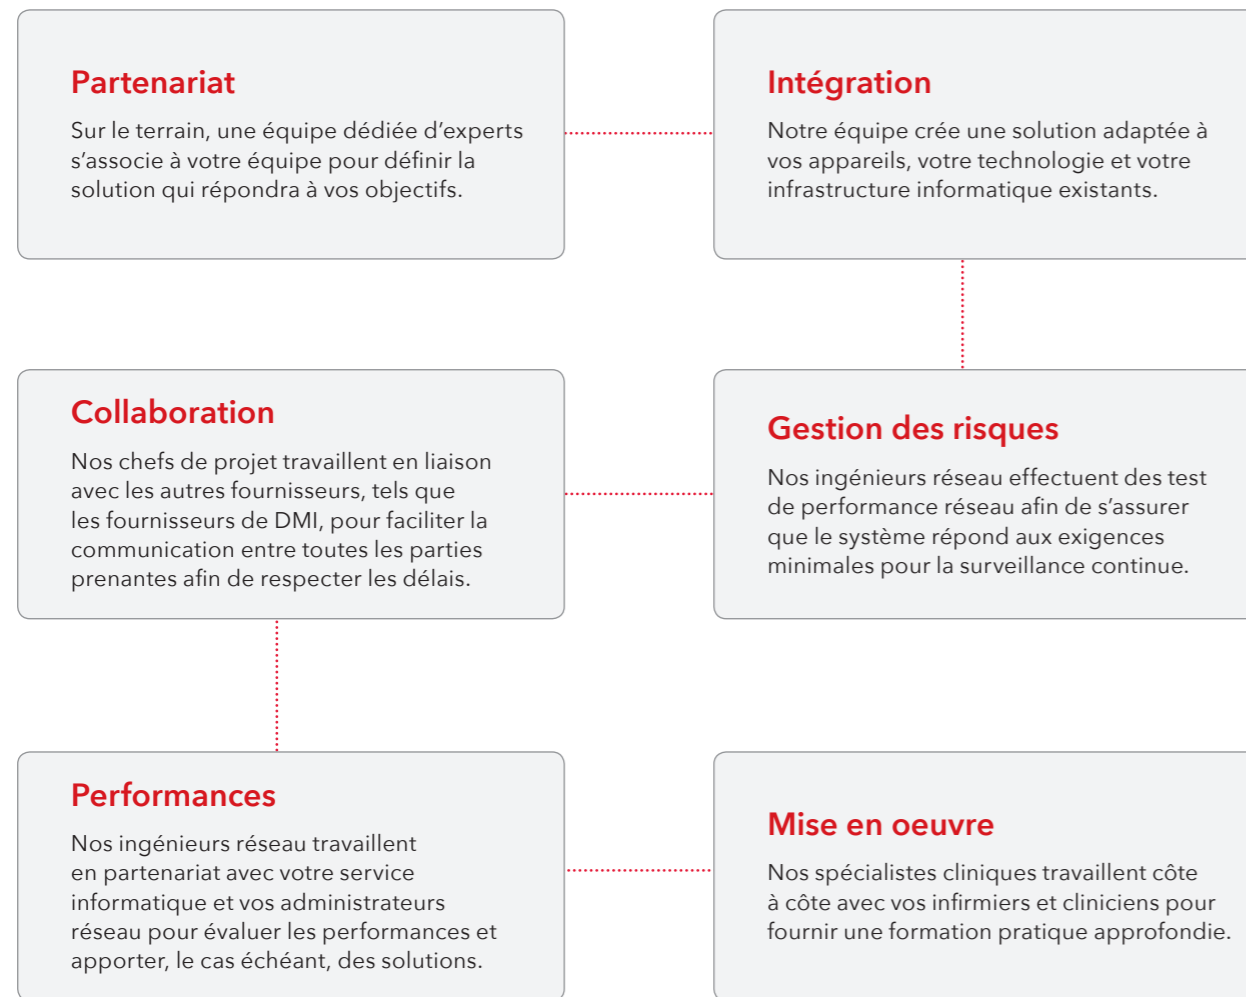 Partenariat
Sur le terrain, une équipe dédiée d’experts
s’associe à votre équipe pour définir la
solution qui répondra à vos objectifs.
Intégration
Notre équipe crée une solution adaptée à
vos appareils, votre technologie et votre
infrastructure informatique existants.
Collaboration
Nos chefs de projet travaillent en liaison
avec les autres fournisseurs, tels que
les fournisseurs de DMI, pour faciliter la
communication entre toutes les parties
prenantes afin de respecter les délais.
Gestion des risques
Nos ingénieurs réseau effectuent des test
de performance réseau afin de s’assurer
que le système répond aux exigences
minimales pour la surveillance continue.
Performances
Nos ingénieurs réseau travaillent
en partenariat avec votre service
informatique et vos administrateurs
réseau pour évaluer les performances et
apporter, le cas échéant, des solutions.
Mise en oeuvre
Nos spécialistes cliniques travaillent côte
à côte avec vos infirmiers et cliniciens pour
fournir une formation pratique approfondie.